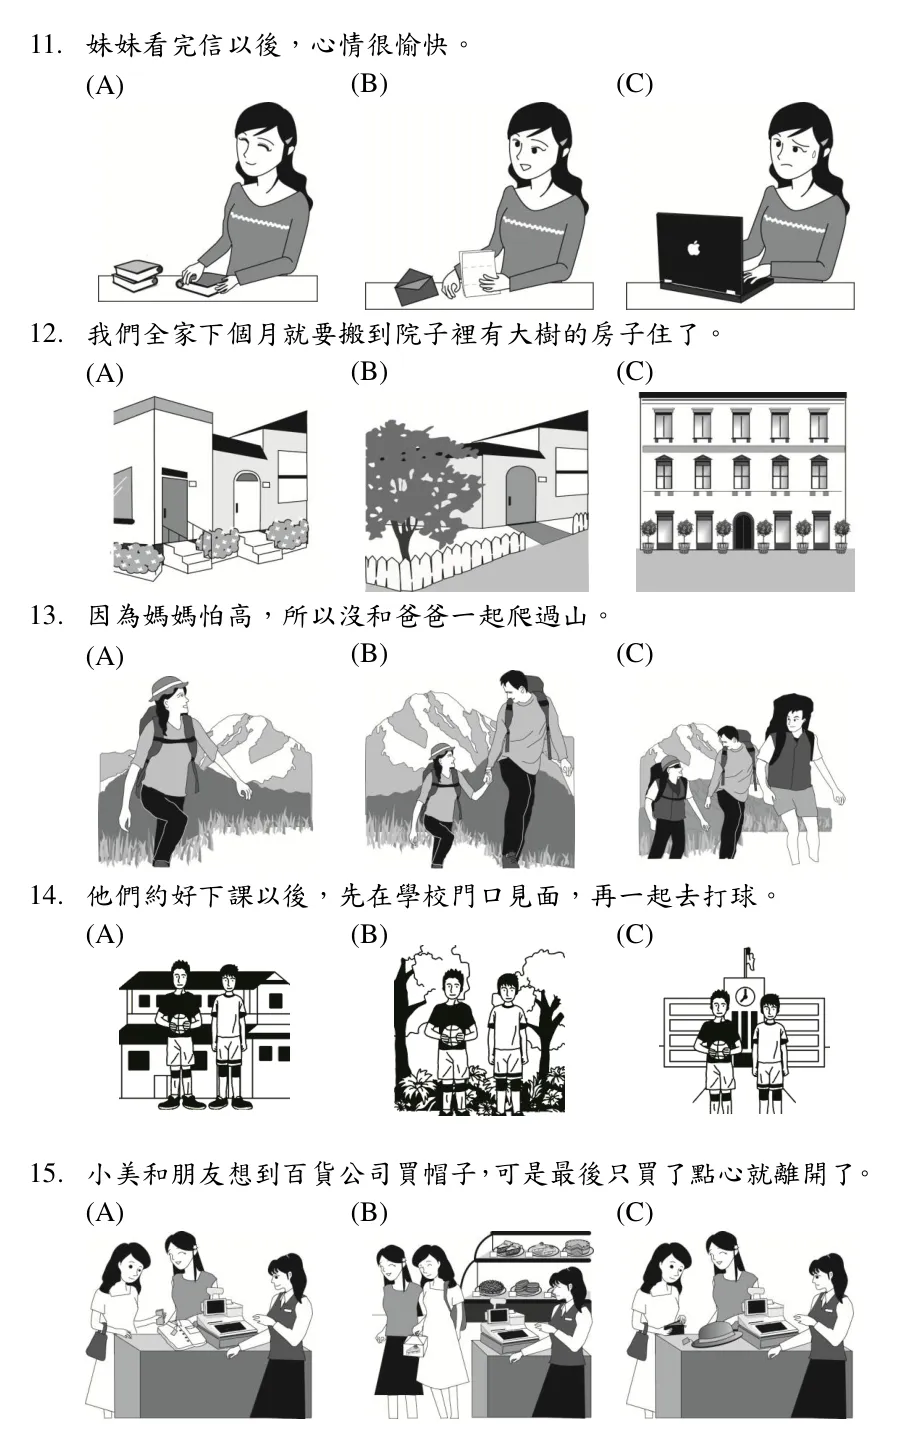 11. 妹妹看完信以後，心情很愉快。
(A) (B) (C)
12. 我們全家下個月就要搬到院子裡有大樹的房子住了。
(A) (B) (C)
13. 因為媽媽怕高，所以沒和爸爸一起爬過山。
(A) (B) (C)
14. 他們約好下課以後，先在學校門口見面，再一起去打球。
(A) (B) (C)
15. 小美和朋友想到百貨公司買帽子，可是最後只買了點心就離開了。
(A) (B) (C)